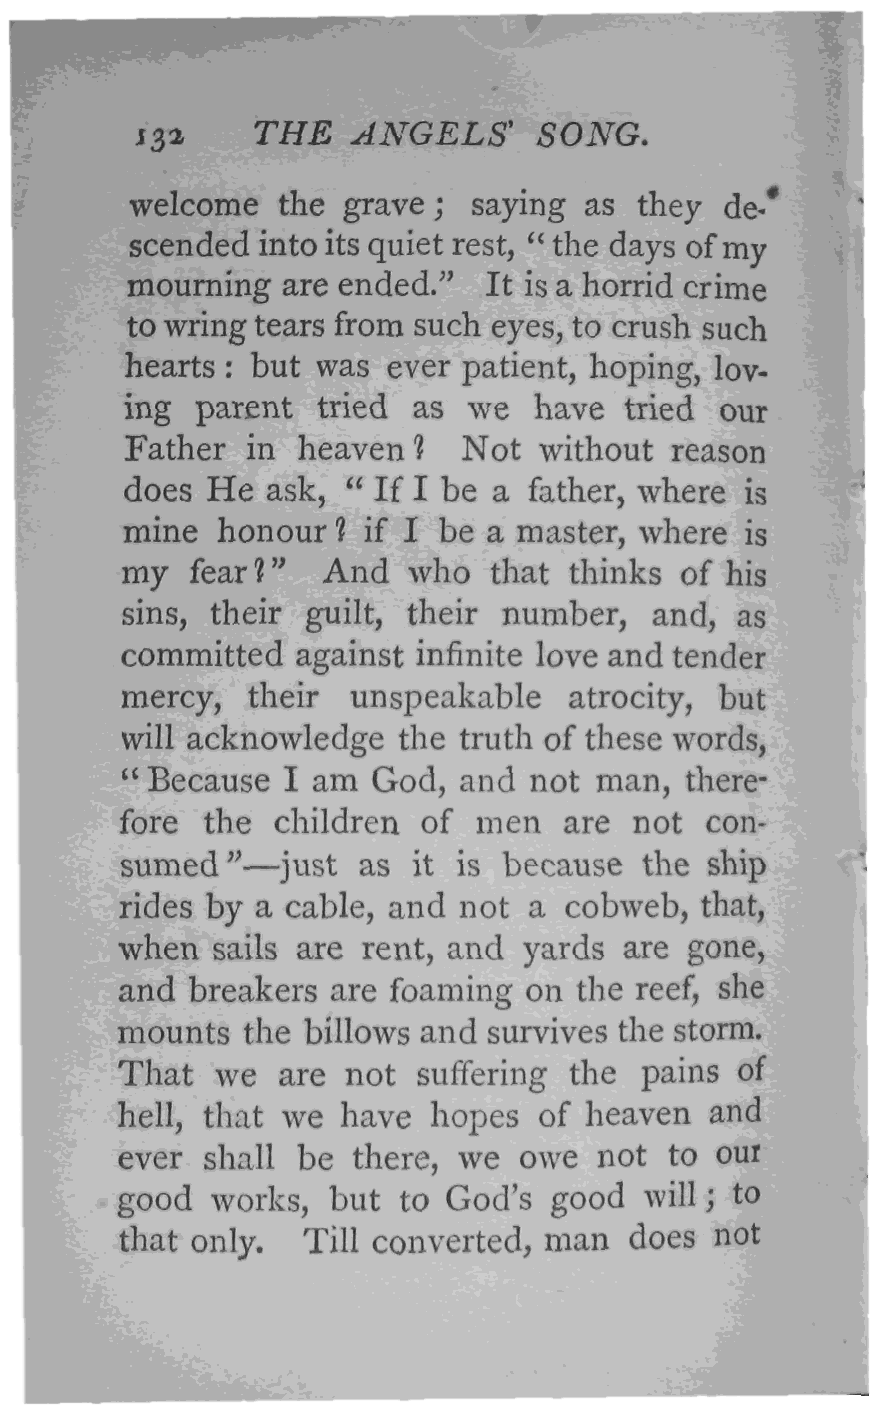 132 THE ANGELS' SONG.
welcome the grave; saying as they de-
scended into its quiet rest, "the days of my
mourning are ended." It is a horrid crime
to wring tears from such eyes, to crush such
hearts: but was ever patient, hoping, lov-
ing parent tried as we have tried our
Father in heaven? Not without reason
does He ask, "If I be a father, where is
mine honour? if I be a master, where is
my fear?" And who that thinks of his
sins, their guilt, their number, and, as
committed against infinite love and tender
mercy, their unspeakable atrocity, but
will acknowledge the truth of these words,
"Because I am God, and not man, there-
fore the children of men are not con-
sumed"—just as it is because the ship
rides by a cable, and not a cobweb, that,
when sails are rent, and yards are gone,
and breakers are foaming on the reef, she
mounts the billows and survives the storm.
That we are not suffering the pains of
hell, that we have hopes of heaven and
ever shall be there, we owe not to our
good works, but to God's good will; to
that only. Till converted, man does not